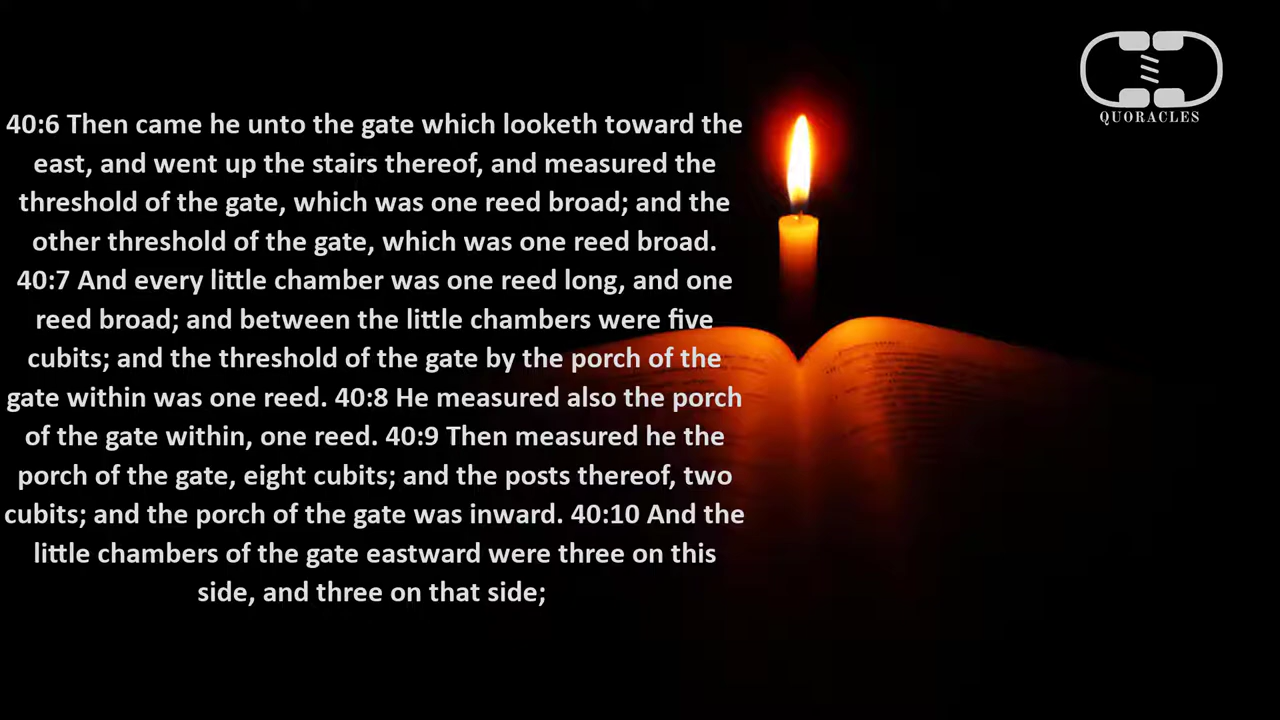 QUORACLES
40:6 Then came he unto the gate which looketh toward the
east, and went up the stairs thereof, and measured the
threshold of the gate, which was one reed broad; and the
other threshold of the gate, which was one reed broad.
40:7 And every little chamber was one reed long, and one
reed broad; and between the little chambers were five
cubits; and the threshold of the gate by the porch of the
gate within was one reed. 40:8 He measured also the porch
of the gate within, one reed. 40:9 Then measured he the
porch of the gate, eight cubits; and the posts thereof, two
cubits; and the porch of the gate was inward. 40:10 And the
little chambers of the gate eastward were three on this
side, and three on that side;